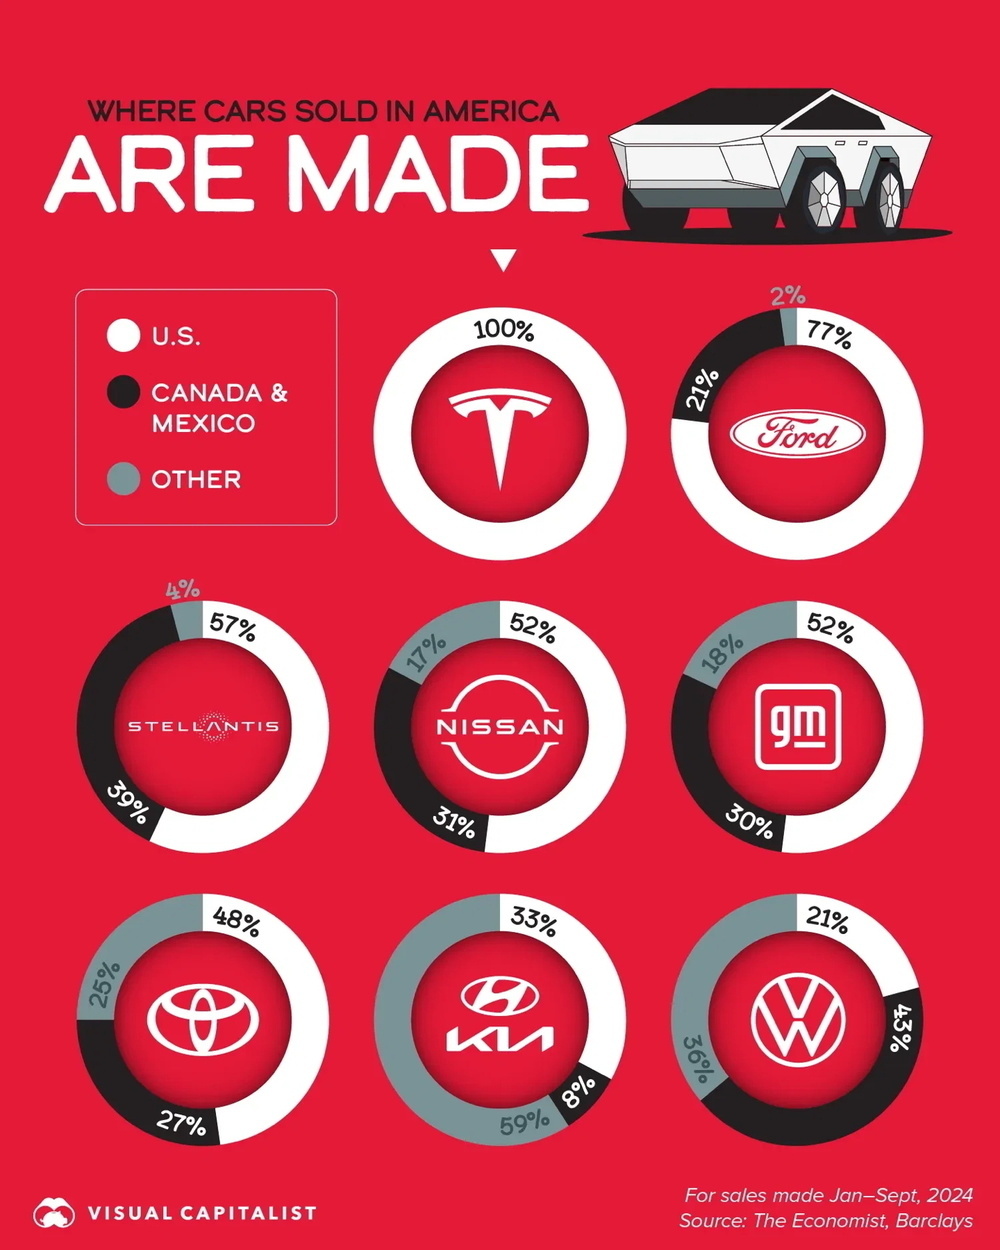 WHERE CARS SOLD IN AMERICA
ARE MADE
U.S.
CANADA &
MEXICO
OTHER
100%
2%
77%
21%
Ford
4%
57%
39%
STELLANTIS
52%
17%
31%
NISSAN
52%
18%
30%
gm
48%
25%
27%
33%
8%
59%
KIA
21%
43%
36%
VISUAL CAPITALIST
For sales made Jan–Sept, 2024
Source: The Economist, Barclays